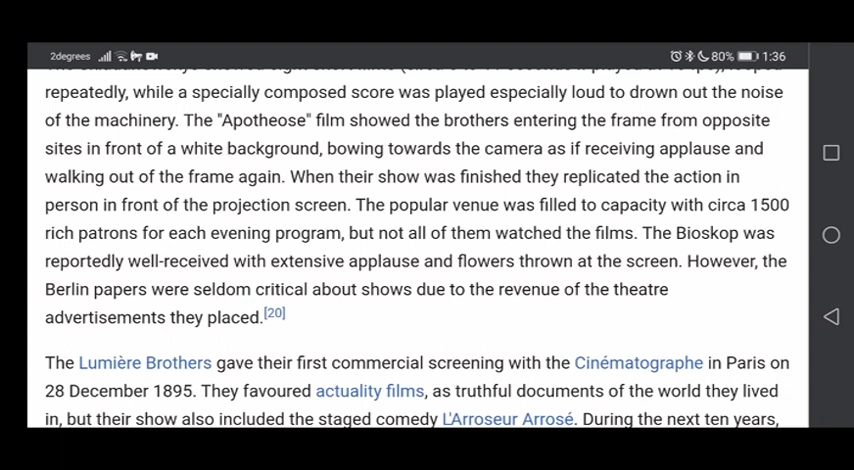 2degrees 80% 1:36
repeatedly, while a specially composed score was played especially loud to drown out the noise
of the machinery. The "Apotheose" film showed the brothers entering the frame from opposite
sites in front of a white background, bowing towards the camera as if receiving applause and
walking out of the frame again. When their show was finished they replicated the action in
person in front of the projection screen. The popular venue was filled to capacity with circa 1500
rich patrons for each evening program, but not all of them watched the films. The Bioskop was
reportedly well-received with extensive applause and flowers thrown at the screen. However, the
Berlin papers were seldom critical about shows due to the revenue of the theatre
advertisements they placed.[20]
The Lumière Brothers gave their first commercial screening with the Cinématographe in Paris on
28 December 1895. They favoured actuality films, as truthful documents of the world they lived
in, but their show also included the staged comedy L'Arroseur Arrosé. During the next ten years,